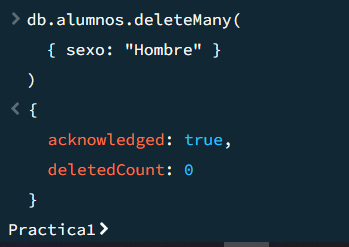 > db.alumnos.deleteMany(
{ sexo: "Hombre" }
)
< {
acknowledged: true,
deletedCount: 0
}
Practica1>